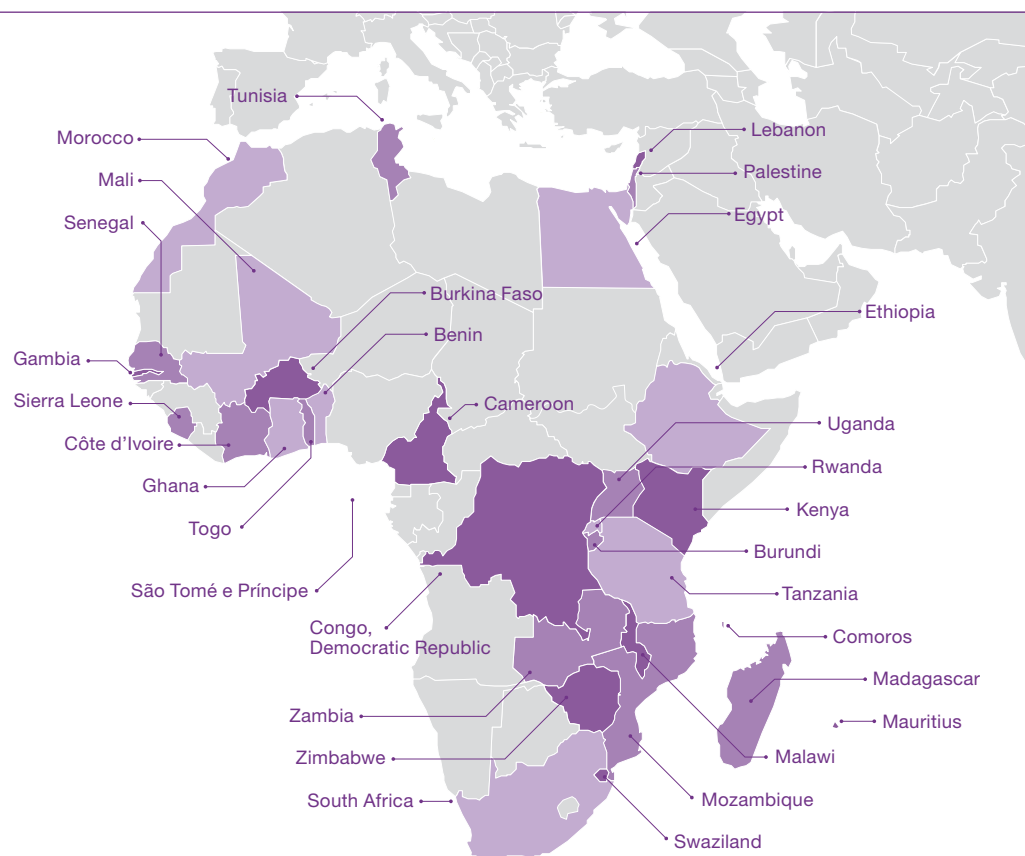 Tunisia
Lebanon
Morocco
Palestine
Mali
Egypt
Senegal
Burkina Faso
Ethiopia
Benin
Gambia
Sierra Leone
Cameroon
Uganda
Côte d’Ivoire
Rwanda
Ghana
Kenya
Togo
Burundi
São Tomé e Príncipe
Tanzania
Congo,
Democratic Republic
Comoros
Madagascar
Zambia
Mauritius
Zimbabwe
Malawi
South Africa
Mozambique
Swaziland